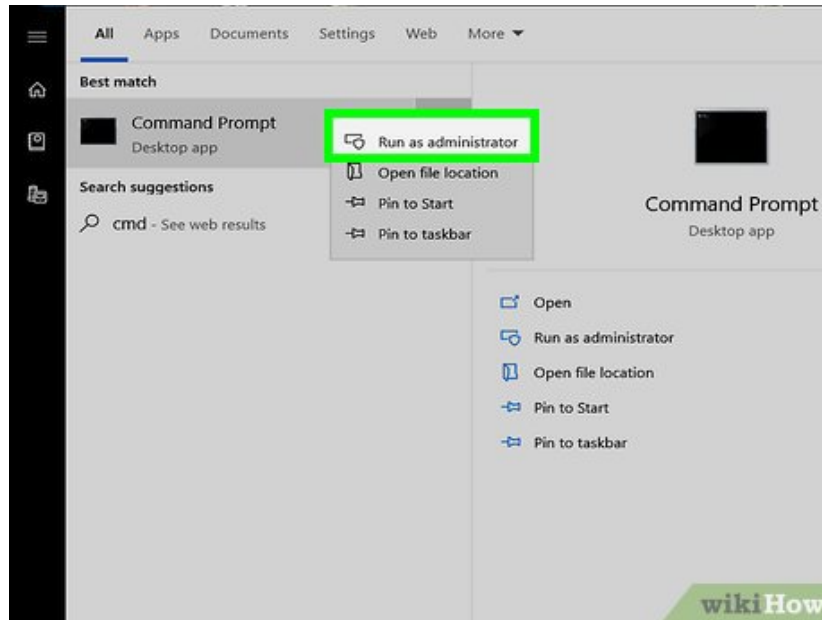 All Apps Documents Settings Web More
Best match
Command Prompt
Desktop app
Run as administrator
Open file location
Pin to Start
Pin to taskbar
Search suggestions
cmd - See web results
Command Prompt
Desktop app
Open
Run as administrator
Open file location
Pin to Start
Pin to taskbar
wikiHow